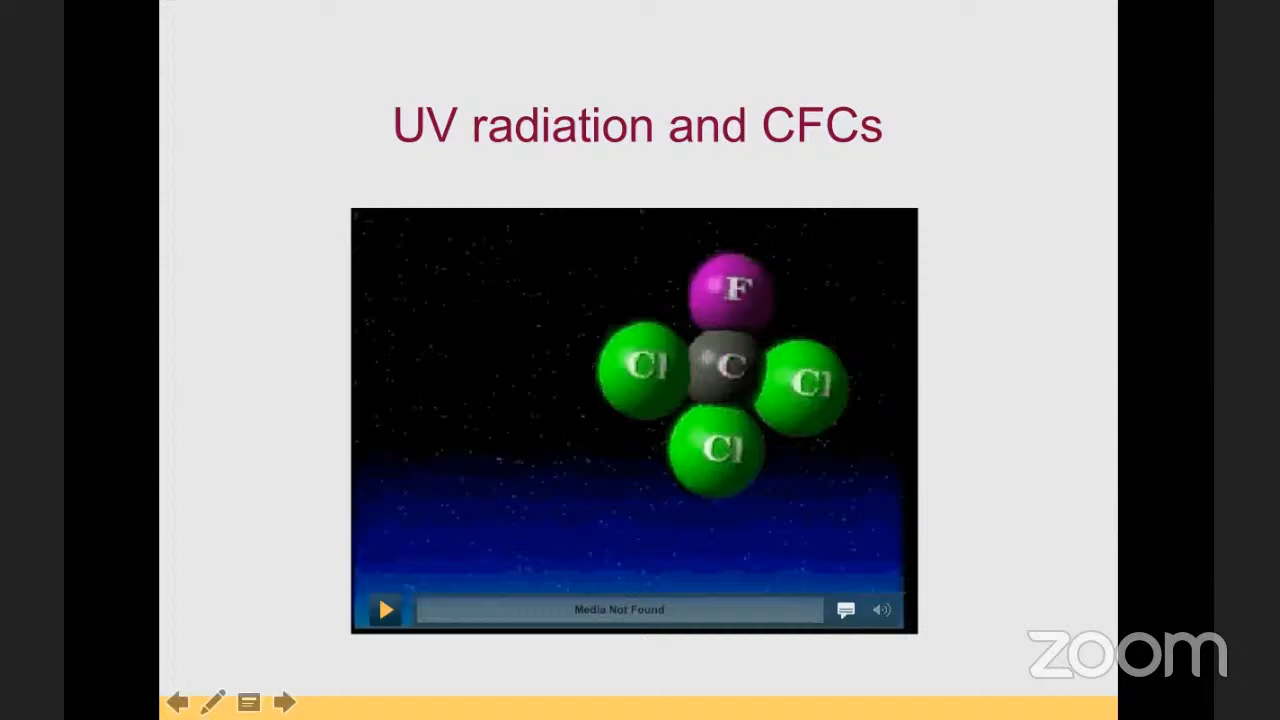 UV radiation and CFCs
F
Cl C Cl
Cl
Media Not Found
zoom